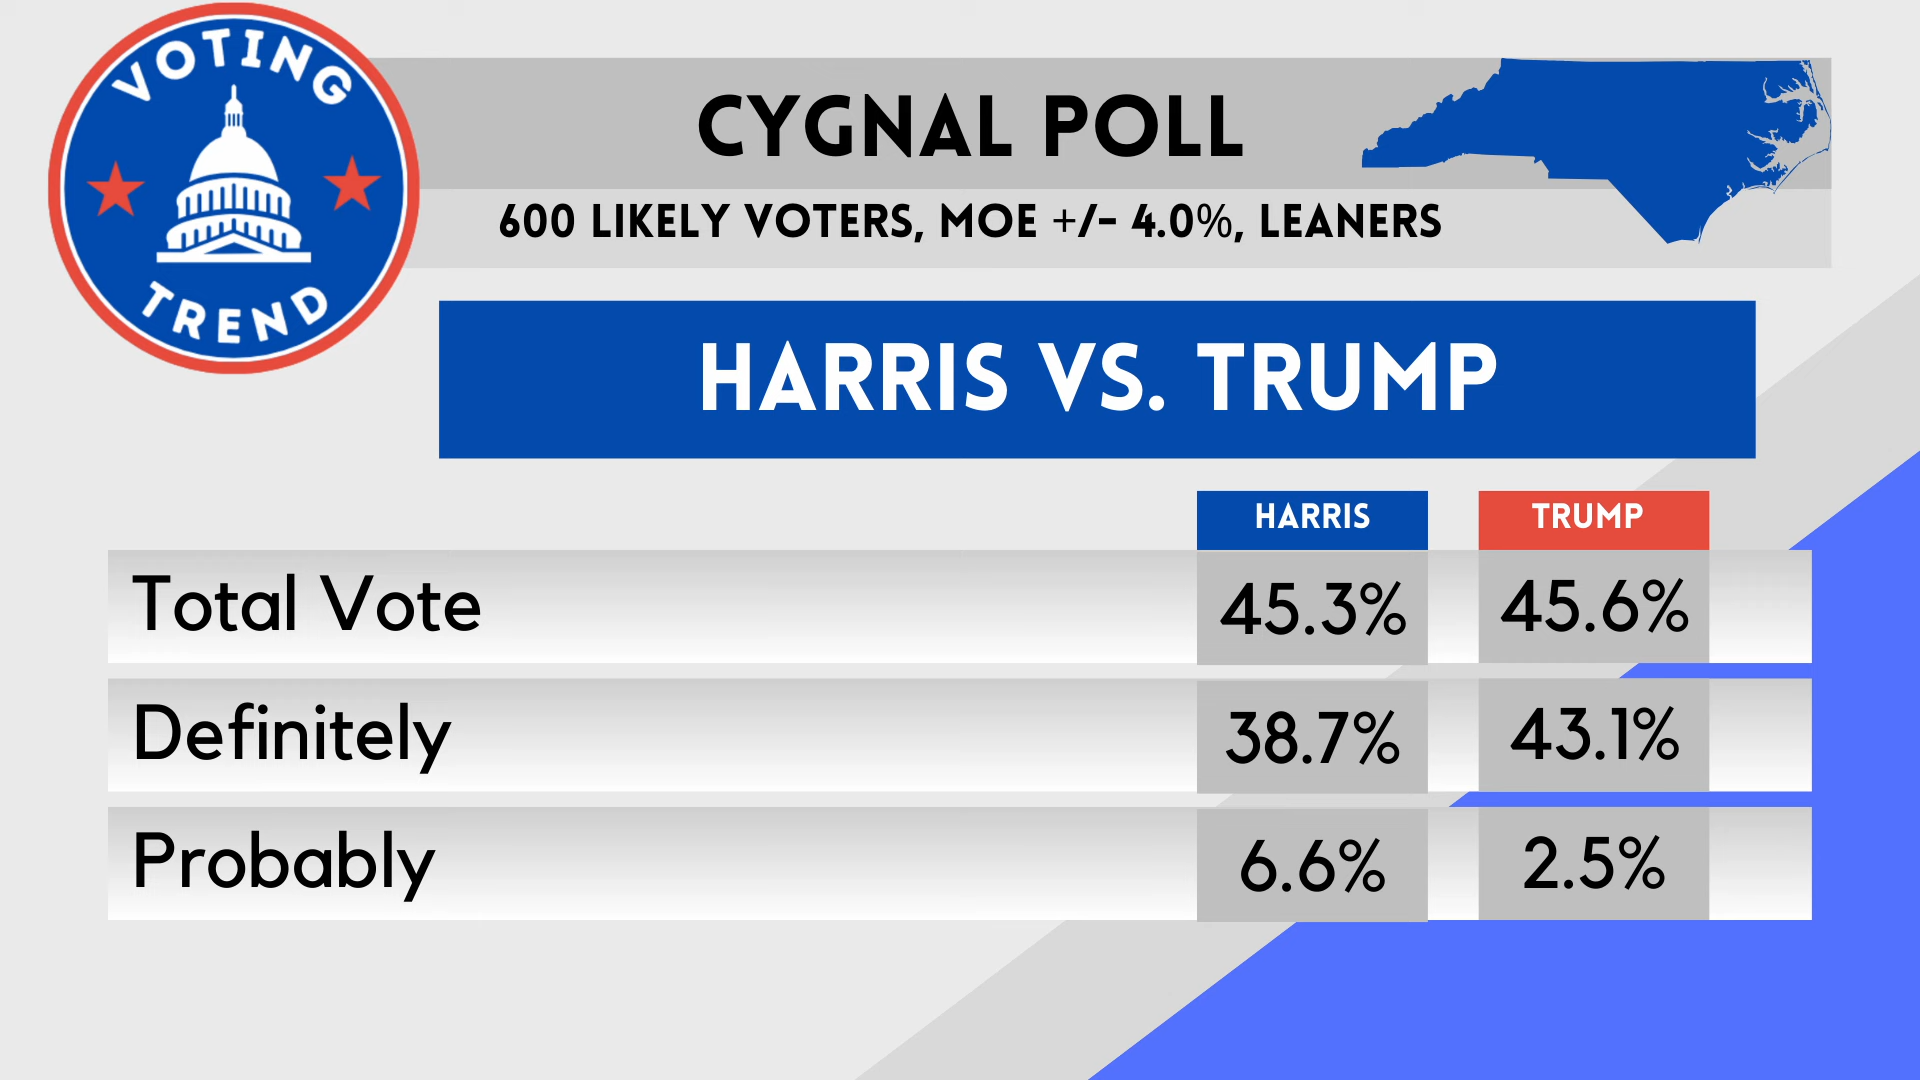 VOTING
TREND
CYGNAL POLL
600 LIKELY VOTERS, MOE +/- 4.0%, LEANERS
HARRIS VS. TRUMP
HARRIS TRUMP
Total Vote 45.3% 45.6%
Definitely 38.7% 43.1%
Probably 6.6% 2.5%